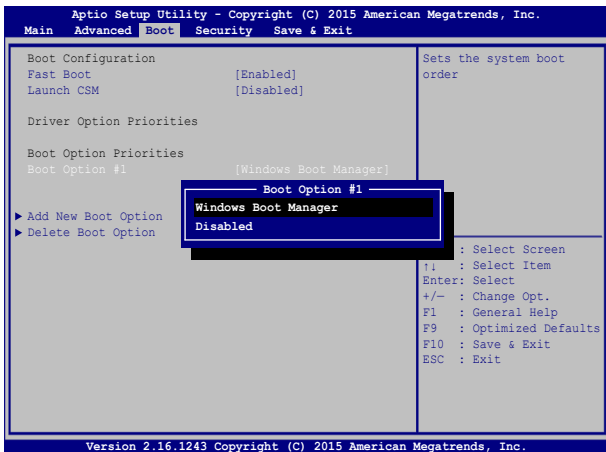 Aptio Setup Utility - Copyright (C) 2015 American Megatrends, Inc.
Main Advanced Boot Security Save & Exit
Boot Configuration
Fast Boot [Enabled]
Launch CSM [Disabled]
Driver Option Priorities
Boot Option Priorities
Boot Option #1 [Windows Boot Manager]
▶ Add New Boot Option
▶ Delete Boot Option
Boot Option #1
Windows Boot Manager
Disabled
Sets the system boot
order
: Select Screen
↑↓ : Select Item
Enter: Select
+/— : Change Opt.
F1 : General Help
F9 : Optimized Defaults
F10 : Save & Exit
ESC : Exit
Version 2.16.1243 Copyright (C) 2015 American Megatrends, Inc.